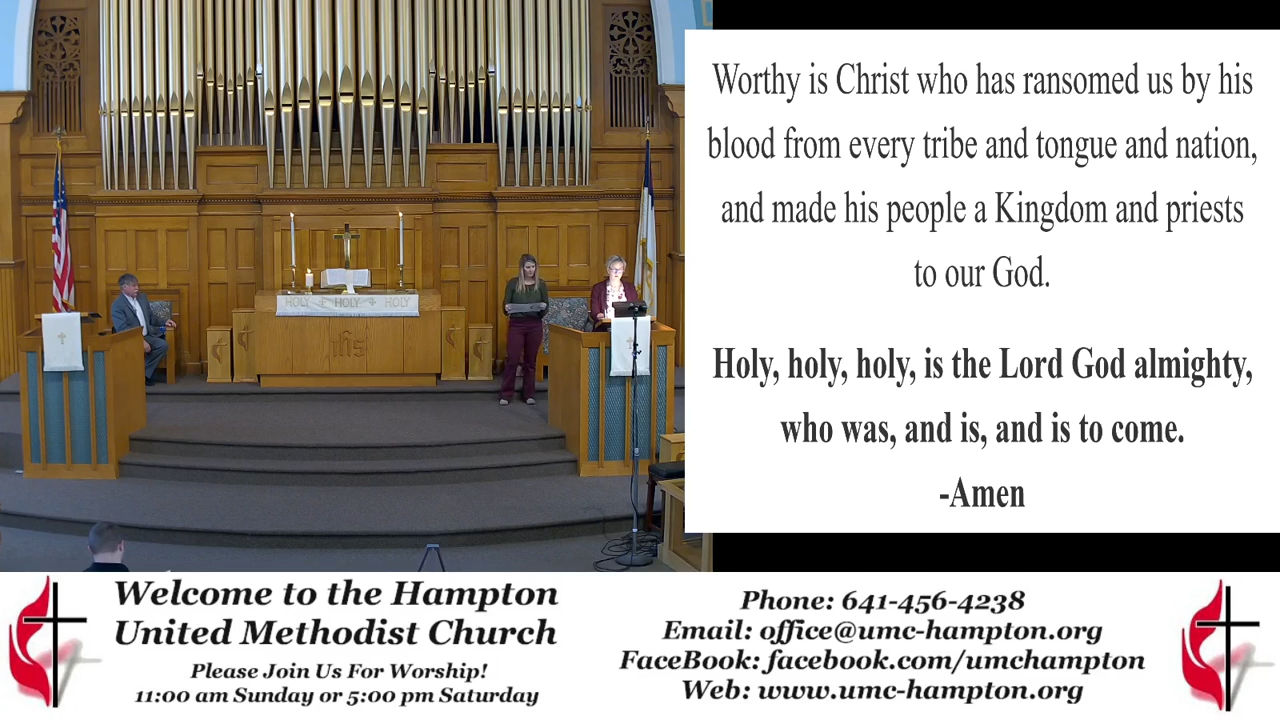 Worthy is Christ who has ransomed us by his
blood from every tribe and tongue and nation,
and made his people a Kingdom and priests
to our God.
Holy, holy, holy, is the Lord God almighty,
who was, and is, and is to come.
-Amen
HOLY HOLY HOLY
ihs
Welcome to the Hampton
United Methodist Church
Please Join Us For Worship!
11:00 am Sunday or 5:00 pm Saturday
Phone: 641-456-4238
Email: office@umc-hampton.org
FaceBook: facebook.com/umchampton
Web: www.umc-hampton.org